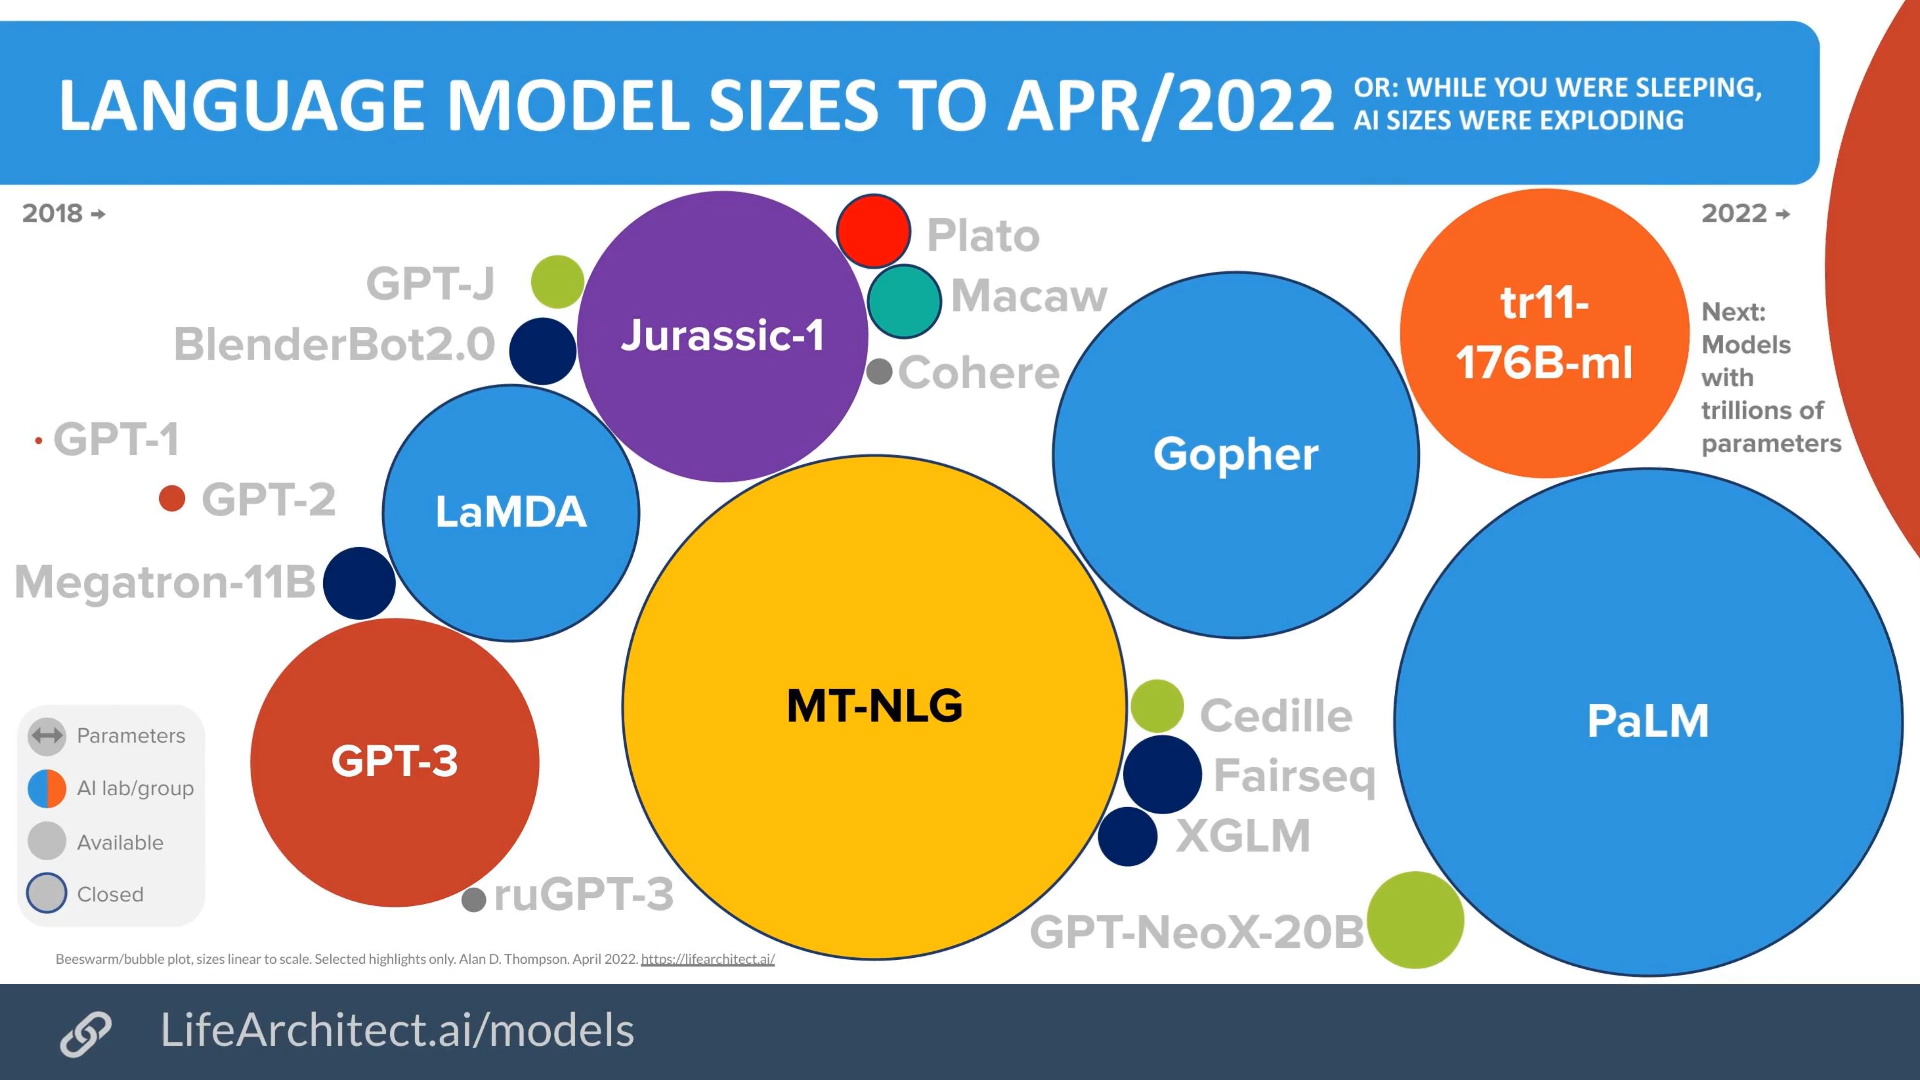 LANGUAGE MODEL SIZES TO APR/2022
OR: WHILE YOU WERE SLEEPING,
AI SIZES WERE EXPLODING
2018 →
2022 →
Plato
GPT-J
Macaw
tr11-
176B-ml
Next:
Models
with
trillions of
parameters
BlenderBot2.0
Jurassic-1
Cohere
GPT-1
Gopher
GPT-2
LaMDA
Megatron-11B
MT-NLG
Cedille
PaLM
Fairseq
XGLM
GPT-3
ruGPT-3
GPT-NeoX-20B
Parameters
AI lab/group
Available
Closed
Beeswarm/bubble plot, sizes linear to scale. Selected highlights only. Alan D. Thompson. April 2022. https://lifearchitect.ai/
LifeArchitect.ai/models